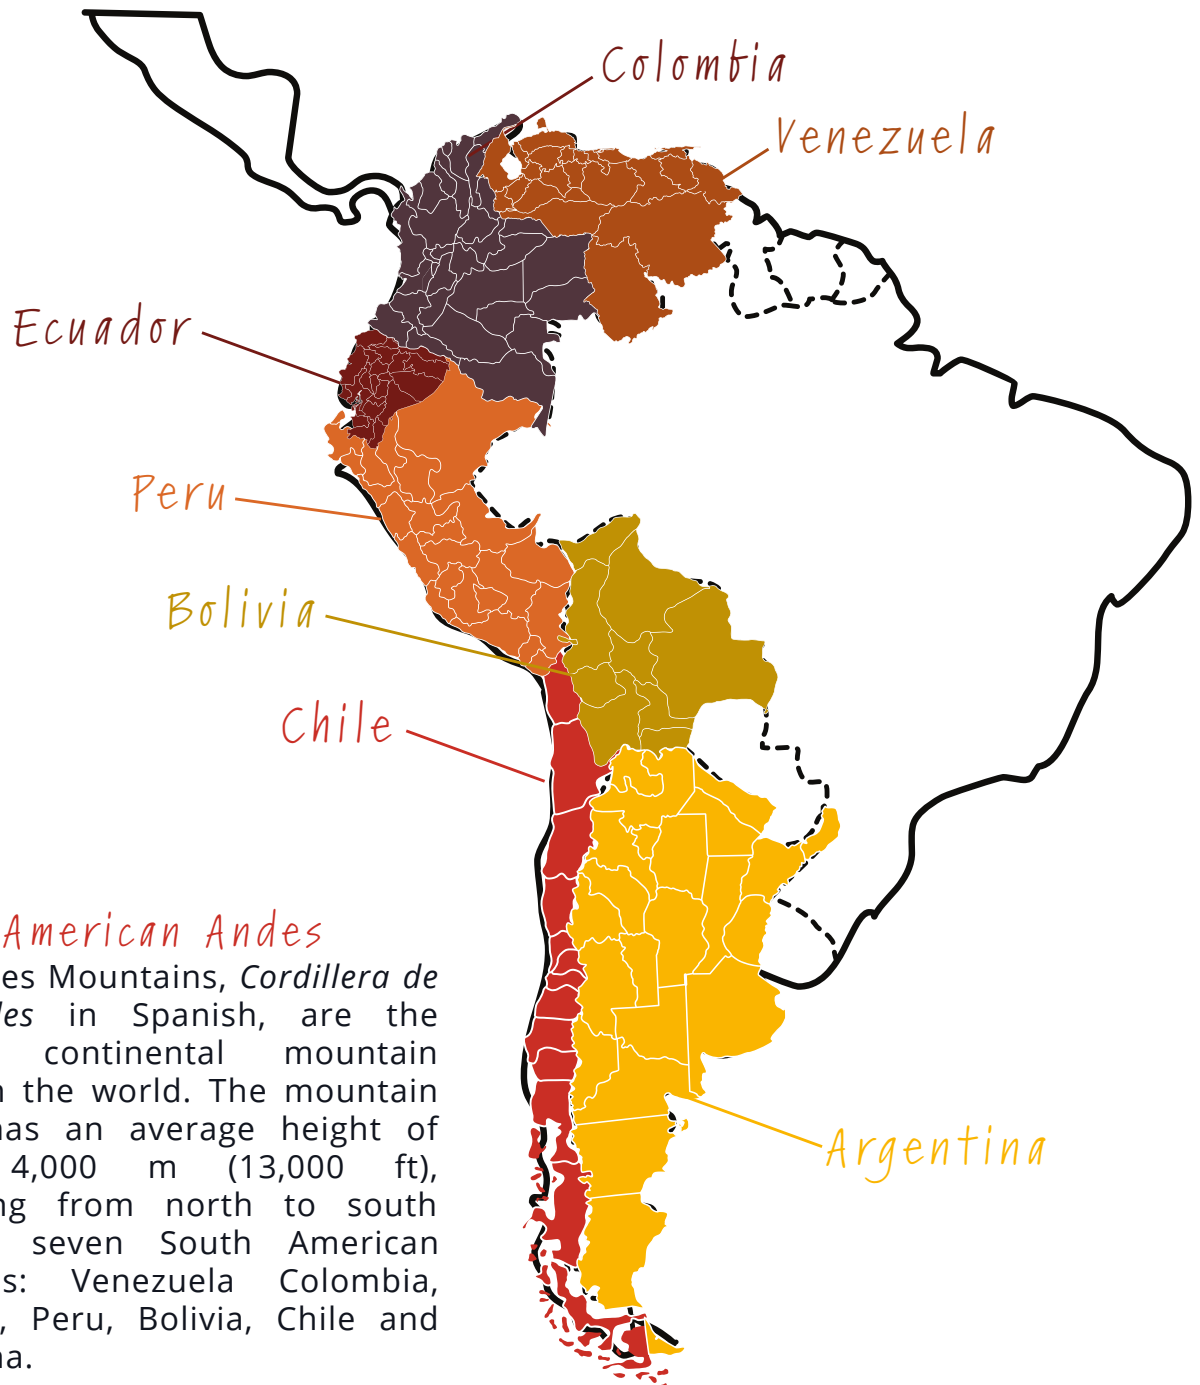 Colombia
Venezuela
Ecuador
Peru
Bolivia
Chile
American Andes
es Mountains, Cordillera de
des in Spanish, are the
continental mountain
n the world. The mountain
has an average height of
4,000 m (13,000 ft),
ng from north to south
seven South American
s: Venezuela Colombia,
, Peru, Bolivia, Chile and
na.
Argentina